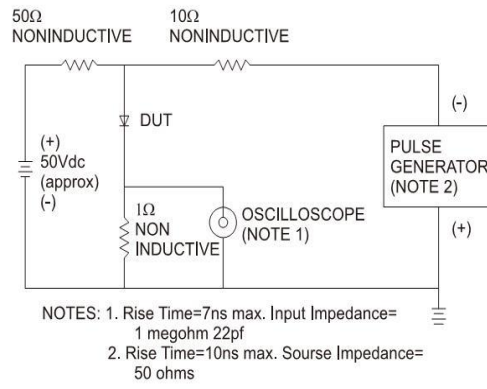 50Ω
NONINDUCTIVE
10Ω
NONINDUCTIVE
(+)
50Vdc
(approx)
(-)
DUT
1Ω
NON
INDUCTIVE
OSCILLOSCOPE
(NOTE 1)
(-)
PULSE
GENERATOR
(NOTE 2)
(+)
NOTES: 1. Rise Time=7ns max. Input Impedance=
1 megohm 22pf
2. Rise Time=10ns max. Sourse Impedance=
50 ohms